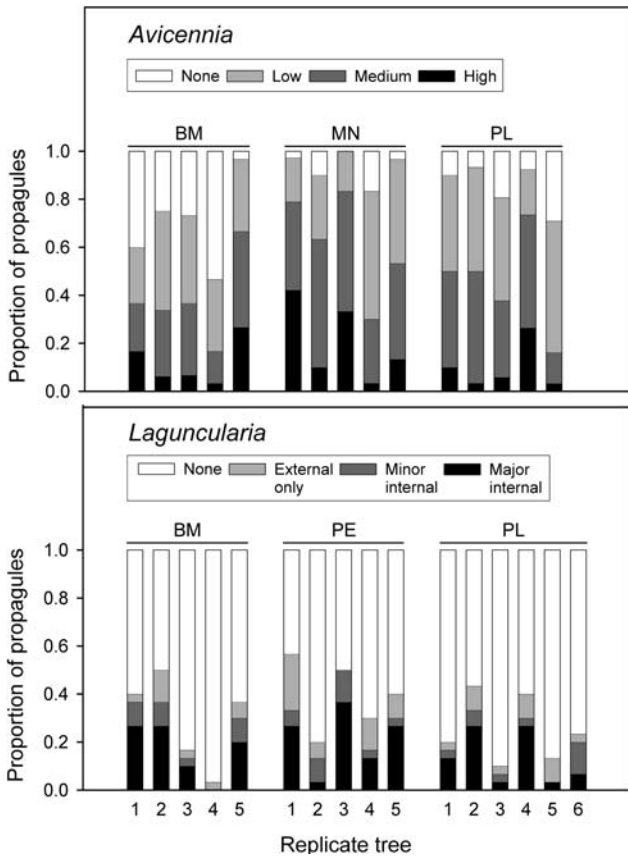 Avicennia
None Low Medium High
BM MN PL
1.0
0.8
0.6
0.4
0.2
0.0
Proportion of propagules
Laguncularia
None External only Minor internal Major internal
BM PE PL
1.0
0.8
0.6
0.4
0.2
0.0
Proportion of propagules
1 2 3 4 5 1 2 3 4 5 1 2 3 4 5 6
Replicate tree